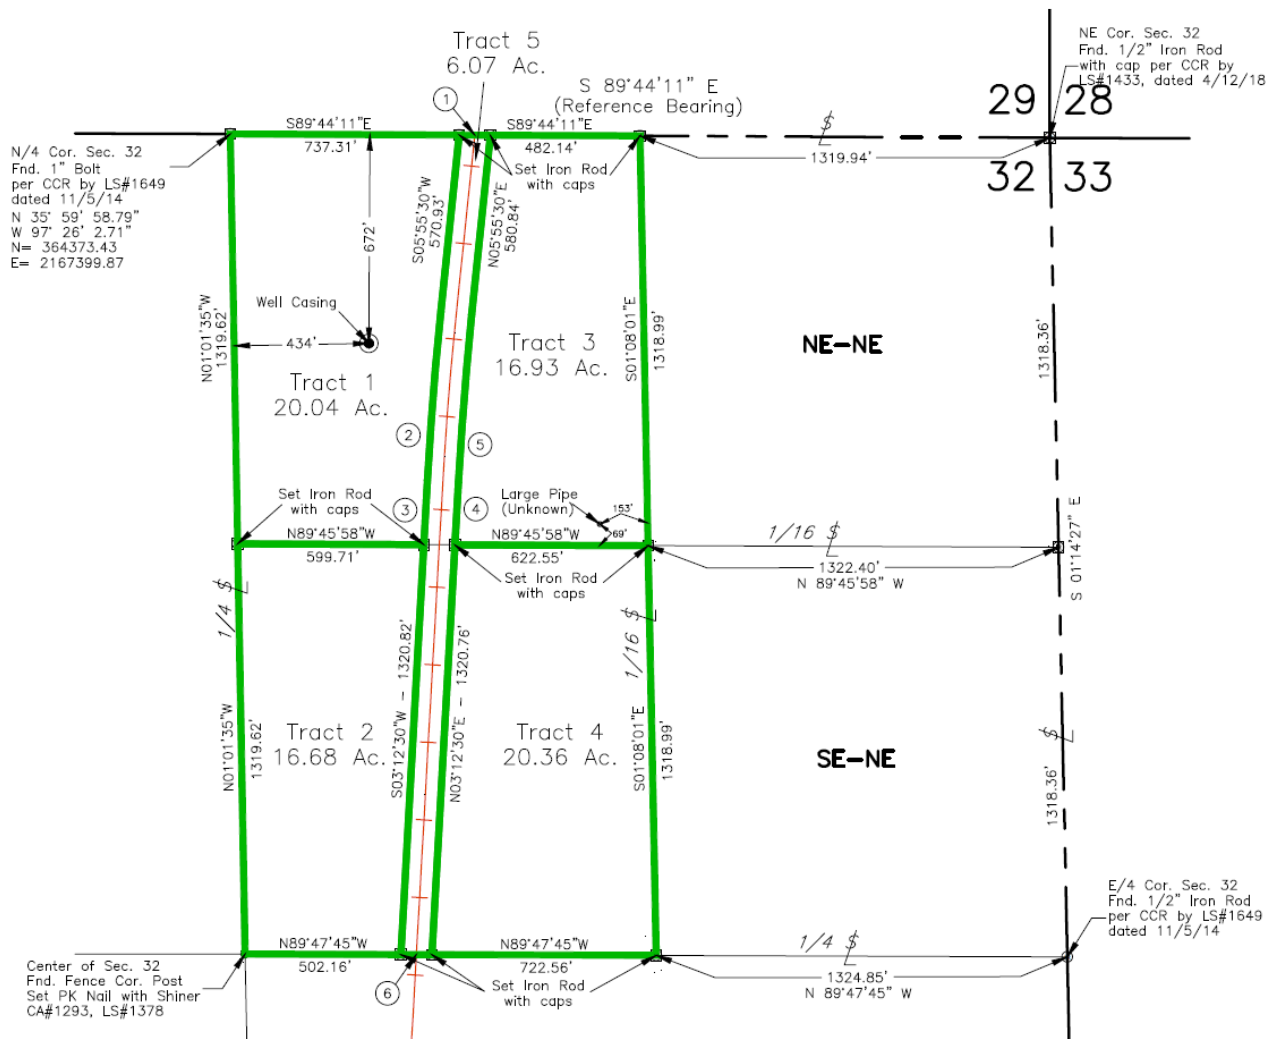 NE Cor. Sec. 32
Fnd. 1/2" Iron Rod
with cap per CCR by
LS#1433, dated 4/12/18
Tract 5
6.07 Ac.
S 89°44'11" E
(Reference Bearing)
1
29
28
S89°44'11"E
737.31'
S89°44'11"E
482.14'
1319.94'
32
33
N/4 Cor. Sec. 32
Fnd. 1" Bolt
per CCR by LS#1649
dated 11/5/14
N 35° 59' 58.79"
W 97° 26' 2.71"
N= 364373.43
E= 2167399.87
Set Iron Rod
with caps
S05°55'30"W
570.93'
N05°55'30"E
580.84'
672'
Well Casing
434'
N01°01'35"W
1319.62'
Tract 1
20.04 Ac.
Tract 3
16.93 Ac.
S01°08'01"E
1318.99'
NE-NE
1318.36'
2
5
Set Iron Rod
with caps
3
4
Large Pipe
(Unknown)
153'
69'
N89°45'58"W
599.71'
N89°45'58"W
622.55'
1/16
1322.40'
N 89°45'58" W
Set Iron Rod
with caps
S 01°14'27" E
1/4
1/16
N01°01'35"W
1319.62'
Tract 2
16.68 Ac.
S03°12'30"W - 1320.82'
N03°12'30"E - 1320.76'
Tract 4
20.36 Ac.
S01°08'01"E
1318.99'
SE-NE
1318.36'
E/4 Cor. Sec. 32
Fnd. 1/2" Iron Rod
per CCR by LS#1649
dated 11/5/14
N89°47'45"W
502.16'
N89°47'45"W
722.56'
1/4
1324.85'
N 89°47'45" W
Center of Sec. 32
Fnd. Fence Cor. Post
Set PK Nail with Shiner
CA#1293, LS#1378
6
Set Iron Rod
with caps